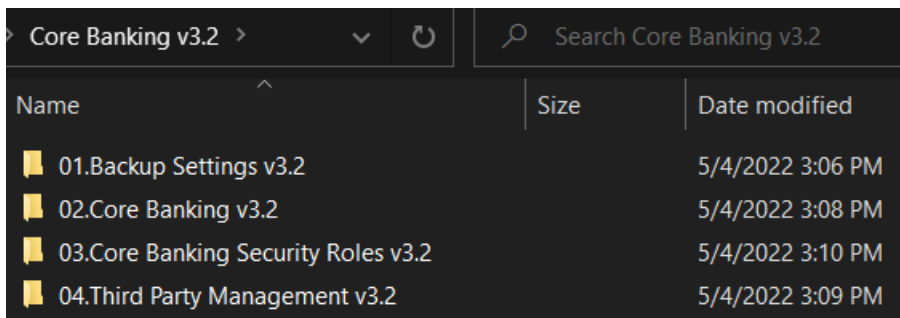 Core Banking v3.2
Search Core Banking v3.2
Name Size Date modified
01.Backup Settings v3.2 5/4/2022 3:06 PM
02.Core Banking v3.2 5/4/2022 3:08 PM
03.Core Banking Security Roles v3.2 5/4/2022 3:10 PM
04.Third Party Management v3.2 5/4/2022 3:09 PM